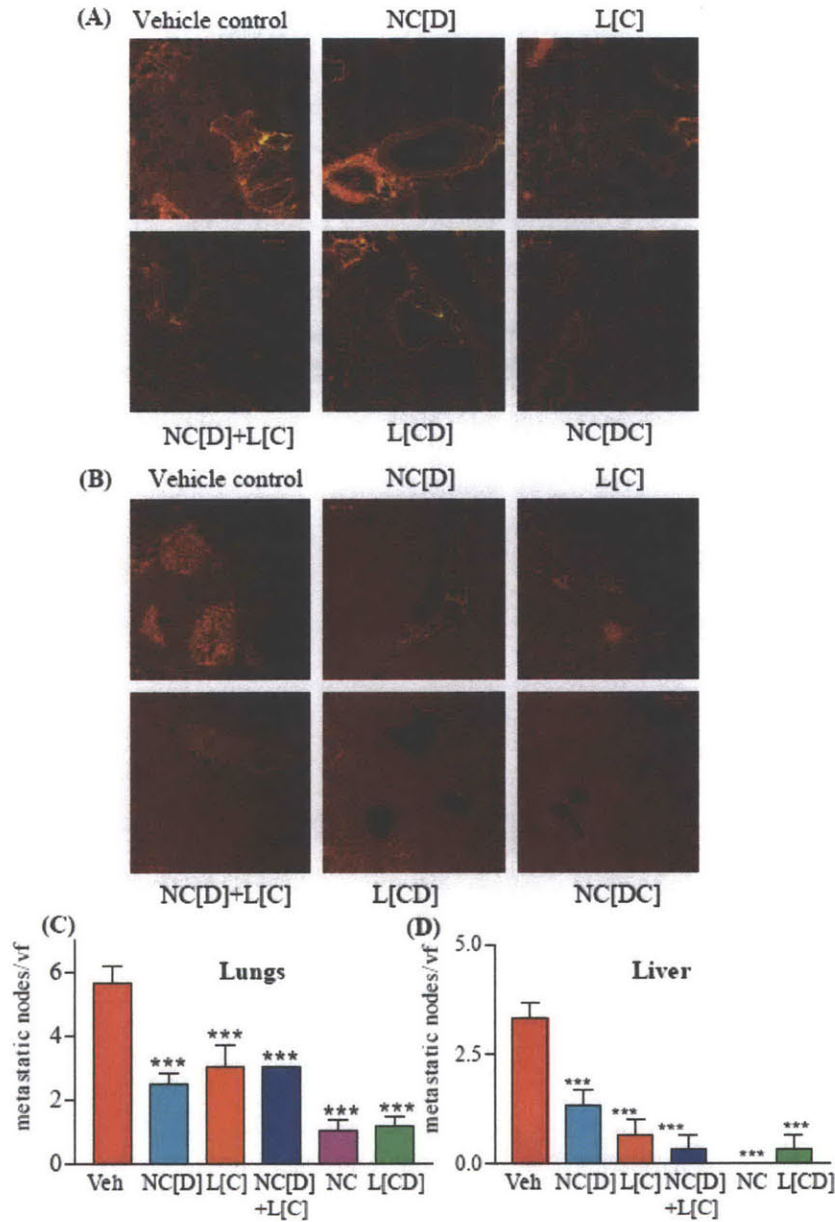 (A) Vehicle control NC[D] L[C]
NC[D]+L[C] L[CD] NC[DC]
(B) Vehicle control NC[D] L[C]
NC[D]+L[C] L[CD] NC[DC]
(C)
Lungs
metastatic nodes/vf
6
4
2
0
***
***
***
***
***
Veh NC[D] L[C] NC[D] NC L[CD]
+L[C]
(D)
Liver
metastatic nodes/vf
5.0
2.5
0.0
***
***
***
***
***
Veh NC[D] L[C] NC[D] NC L[CD]
+L[C]